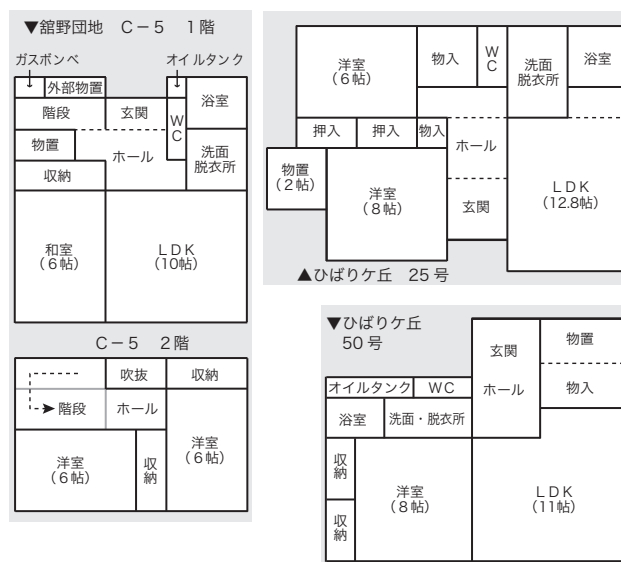 ▼舘野団地　C－5　1階
ガスボンベ
オイルタンク
外部物置
浴室
階段
玄関
WC
物置
ホール
洗面
脱衣所
収納
和室
（6帖）
LDK
（10帖）
C－5　2階
吹抜
収納
階段
ホール
洋室
（6帖）
洋室
（6帖）
収納
洋室
（6帖）
物入
WC
洗面
脱衣所
浴室
押入
押入
物入
ホール
物置
（2帖）
洋室
（8帖）
玄関
LDK
（12.8帖）
▲ひばりケ丘　25号
▼ひばりケ丘
50号
玄関
物置
オイルタンク
WC
ホール
物入
浴室
洗面・脱衣所
収納
洋室
（8帖）
LDK
（11帖）
収納